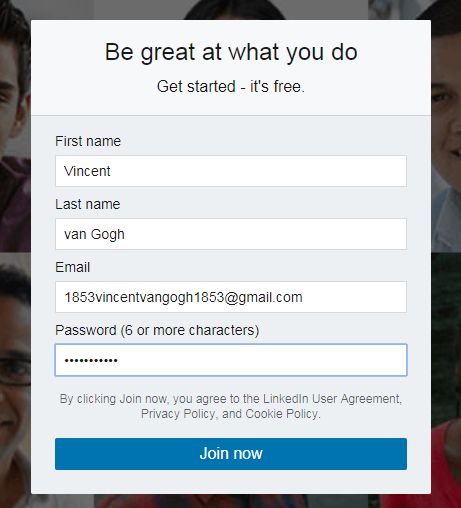 Be great at what you do
Get started - it's free.
First name
Vincent
Last name
van Gogh
Email
1853vincentvangogh1853@gmail.com
Password (6 or more characters)
•••••••••••
By clicking Join now, you agree to the LinkedIn User Agreement,
Privacy Policy, and Cookie Policy.
Join now